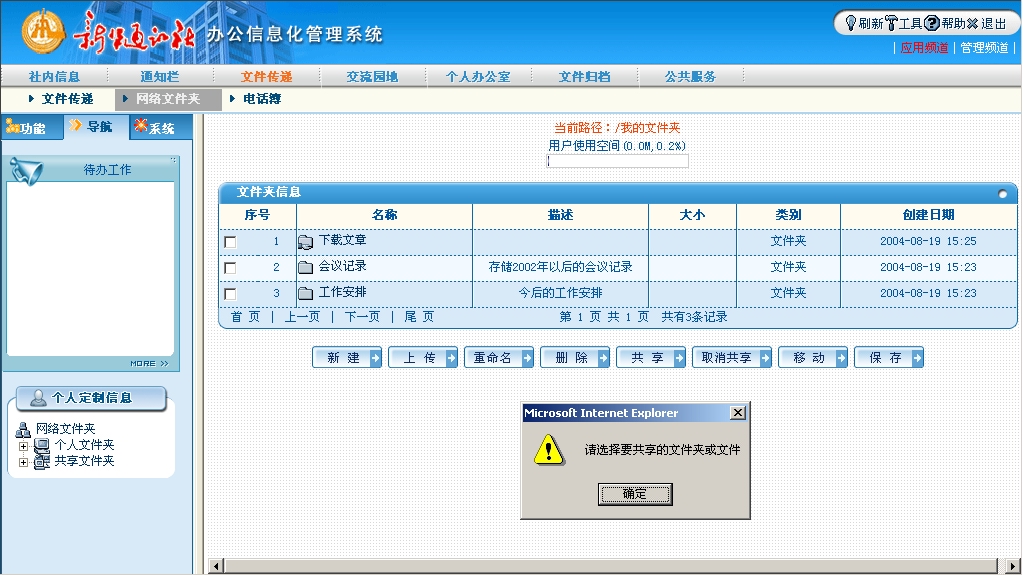 新华通讯社 办公信息化管理系统
刷新 工具 帮助 退出
| 应用频道 | 管理频道 |
社内信息 通知栏 文件传递 交流园地 个人办公室 文件归档 公共服务
文件传递 网络文件夹 电话簿
功能 导航 系统
待办工作
MORE >>
个人定制信息
网络文件夹
个人文件夹
共享文件夹
当前路径：/我的文件夹
用户使用空间(0.0M,0.2%)
文件夹信息
序号 名称 描述 大小 类别 创建日期
1 下载文章 文件夹 2004-08-19 15:25
2 会议记录 存储2002年以后的会议记录 文件夹 2004-08-19 15:23
3 工作安排 今后的工作安排 文件夹 2004-08-19 15:23
首 页 | 上一页 | 下一页 | 尾 页 第 1 页 共 1 页 共有3条记录
新 建 上 传 重命名 删 除 共 享 取消共享 移 动 保 存
Microsoft Internet Explorer
请选择要共享的文件夹或文件
确定